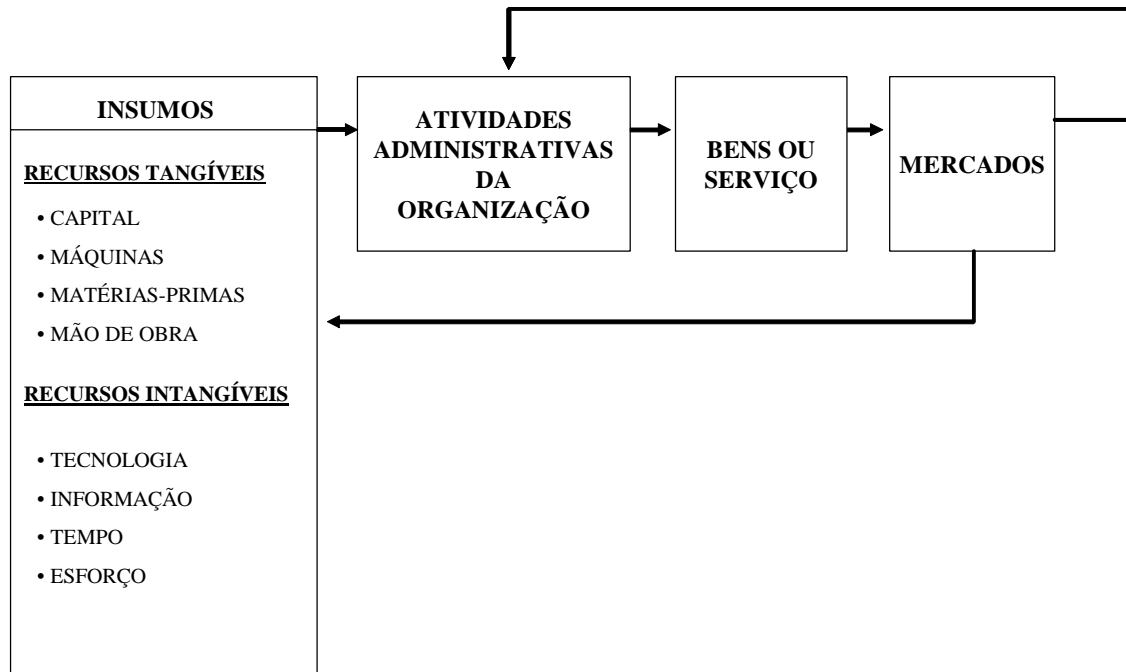 INSUMOS
RECURSOS TANGÍVEIS
• CAPITAL
• MÁQUINAS
• MATÉRIAS-PRIMAS
• MÃO DE OBRA
RECURSOS INTANGÍVEIS
• TECNOLOGIA
• INFORMAÇÃO
• TEMPO
• ESFORÇO
ATIVIDADES
ADMINISTRATIVAS
DA
ORGANIZAÇÃO
BENS OU
SERVIÇO
MERCADOS